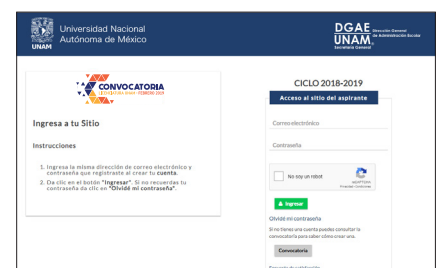 Universidad Nacional
Autónoma de México
UNAM
DGAE
UNAM
Dirección General
de Administración Escolar
Secretaría General
CONVOCATORIA
FEBRERO 2019
Ingresa a tu Sitio
Instrucciones
1. Ingresa la misma dirección de correo electrónico y
contraseña que registraste al crear tu cuenta.
2. Da clic en el botón "Ingresar". Si no recuerdas tu
contraseña da clic en "Olvidé mi contraseña".
CICLO 2018-2019
Acceso al sitio del aspirante
Correo electrónico
Contraseña
No soy un robot
reCAPTCHA
Ingresar
Olvidé mi contraseña
Si no tienes una cuenta puedes consultar la
convocatoria para saber cómo crear una.
Convocatoria